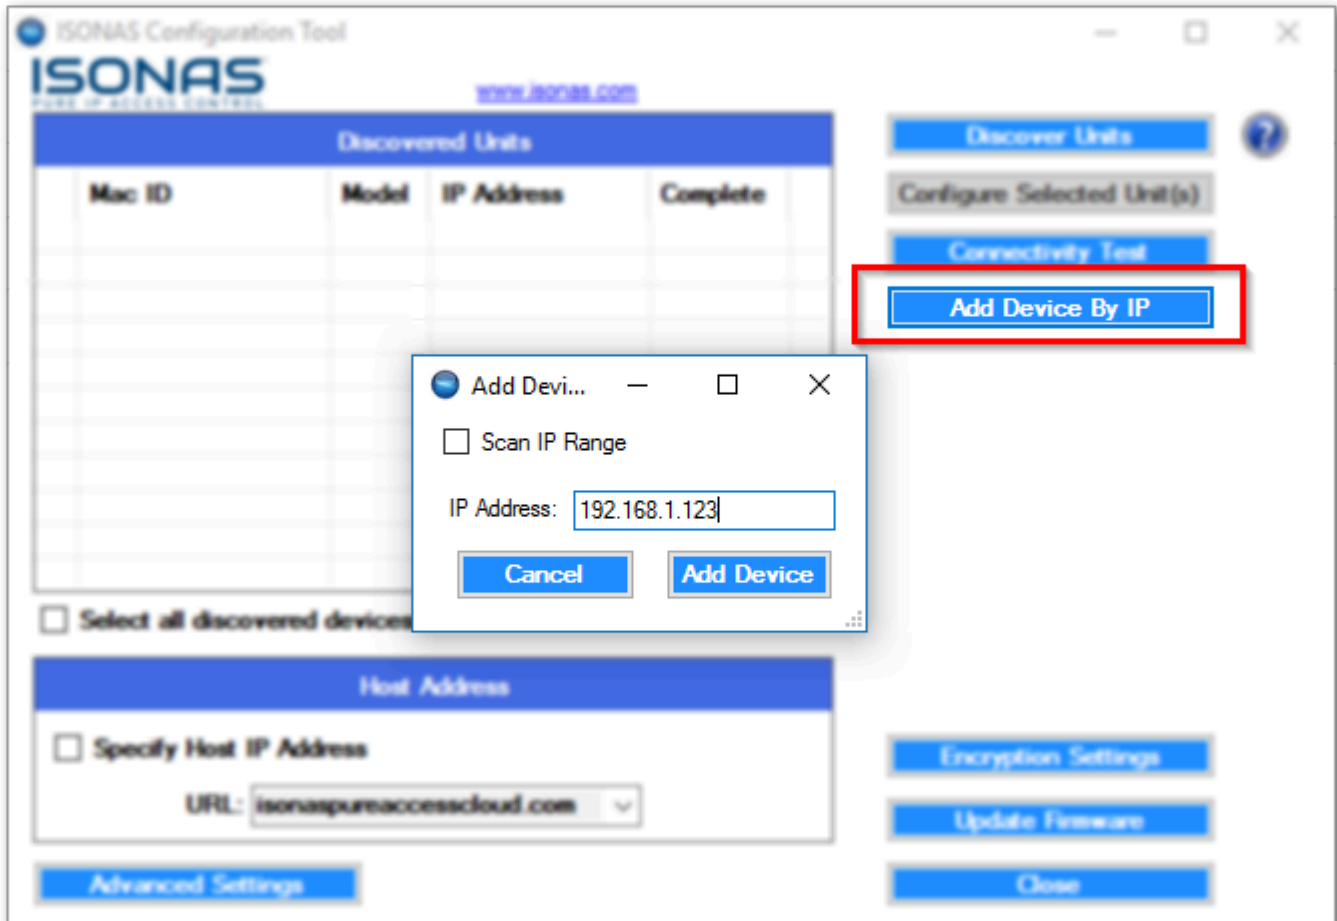 ISONAS Configuration Tool
ISONAS
PURE IP ACCESS CONTROL
www.isonas.com
Discovered Units
Mac ID Model IP Address Complete
Discover Units
?
Configure Selected Unit(s)
Connectivity Test
Add Device By IP
Add Devi...
Scan IP Range
IP Address: 192.168.1.123
Cancel Add Device
Select all discovered devices
Host Address
Specify Host IP Address
URL: isonaspureaccesscloud.com
Encryption Settings
Update Firmware
Advanced Settings
Close